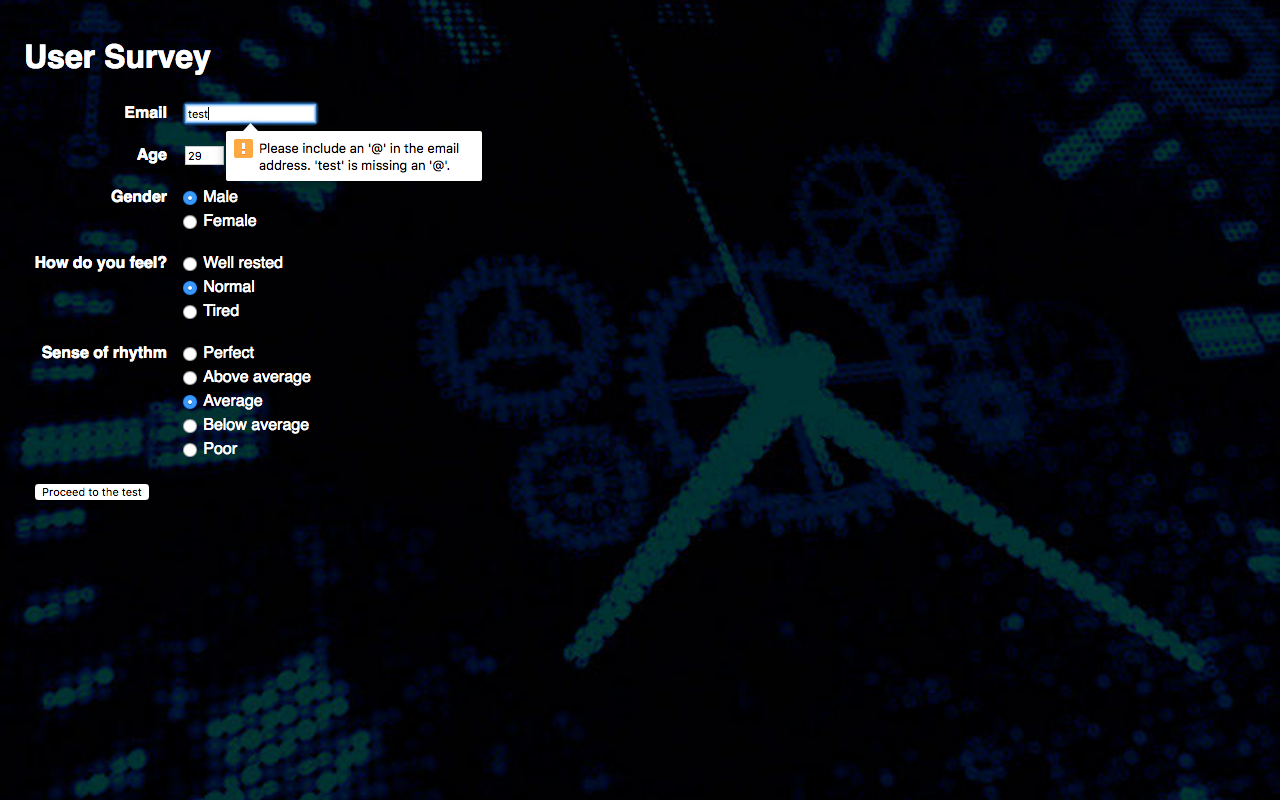 User Survey
Email test
Please include an '@' in the email
address. 'test' is missing an '@'.
Age 29
Gender Male
Female
How do you feel? Well rested
Normal
Tired
Sense of rhythm Perfect
Above average
Average
Below average
Poor
Proceed to the test